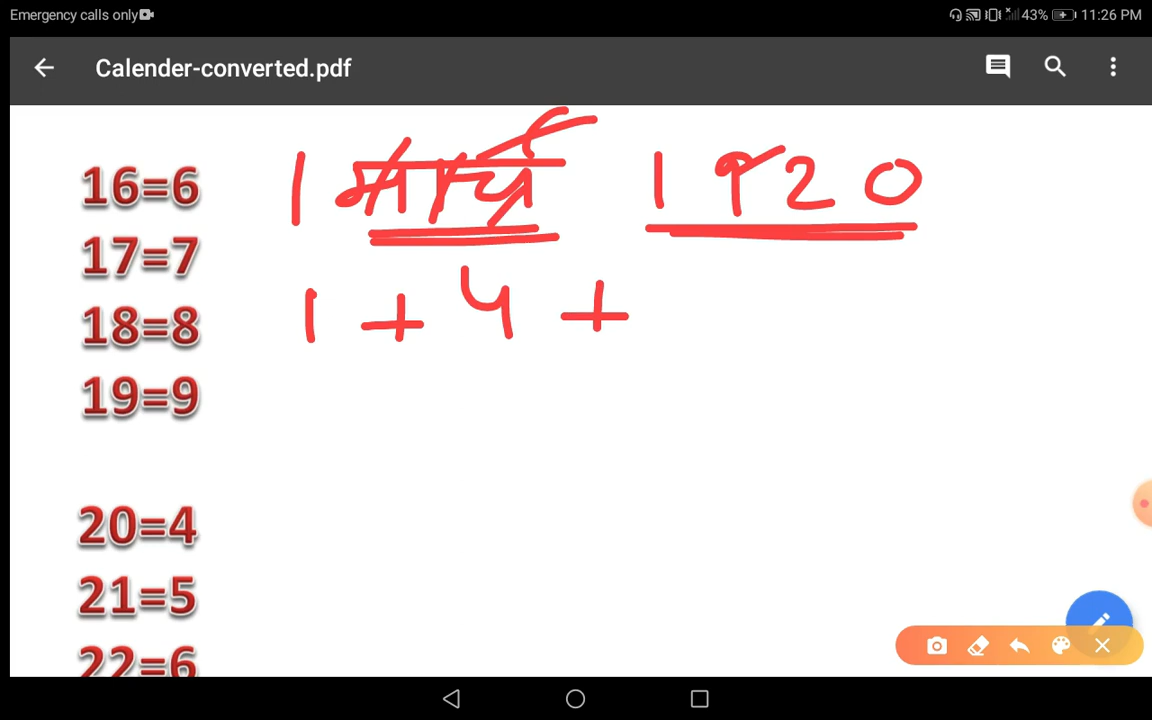 Emergency calls only 43% 11:26 PM
Calender-converted.pdf
16=6
1 मार्च 1920
17=7
18=8
1 + 4 +
19=9
20=4
21=5
22=6